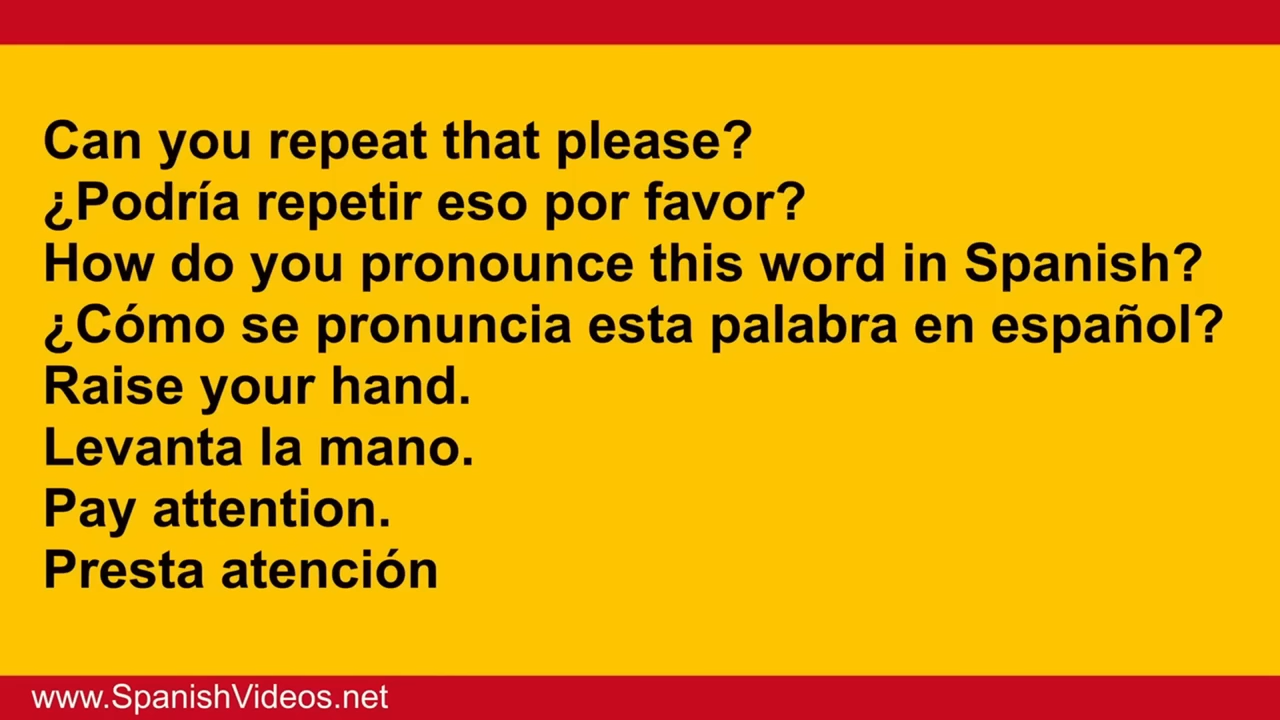 Can you repeat that please?
¿Podría repetir eso por favor?
How do you pronounce this word in Spanish?
¿Cómo se pronuncia esta palabra en español?
Raise your hand.
Levanta la mano.
Pay attention.
Presta atención
www.SpanishVideos.net